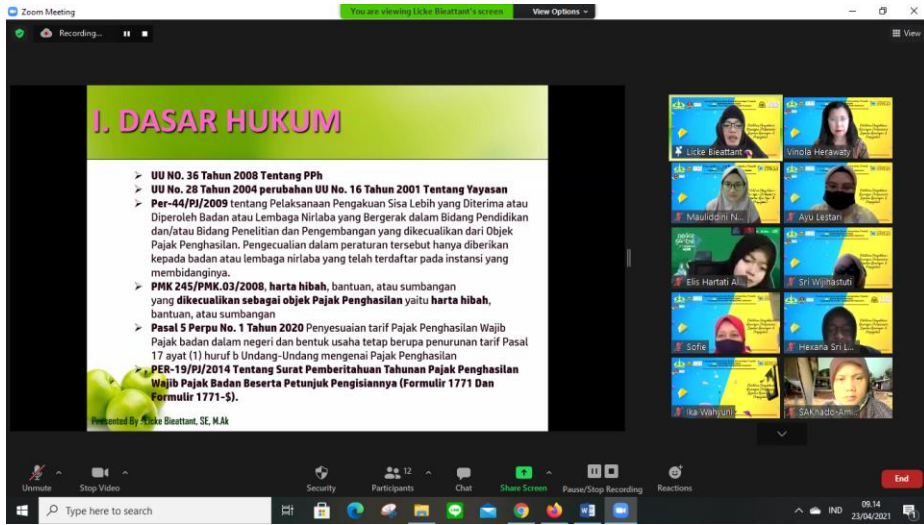 Zoom Meeting
You are viewing Licke Bieattant's screen
View Options
Recording...
View
I. DASAR HUKUM
➢ UU NO. 36 Tahun 2008 Tentang PPh
➢ UU No. 28 Tahun 2004 perubahan UU No. 16 Tahun 2001 Tentang Yayasan
➢ Per-44/PJ/2009 tentang Pelaksanaan Pengakuan Sisa Lebih yang Diterima atau
Diperoleh Badan atau Lembaga Nirlaba yang Bergerak dalam Bidang Pendidikan
dan/atau Bidang Penelitian dan Pengembangan yang dikecualikan dari Objek
Pajak Penghasilan. Pengecualian dalam peraturan tersebut hanya diberikan
kepada badan atau lembaga nirlaba yang telah terdaftar pada instansi yang
membidanginya.
➢ PMK 245/PMK.03/2008, harta hibah, bantuan, atau sumbangan
yang dikecualikan sebagai objek Pajak Penghasilan yaitu harta hibah,
bantuan, atau sumbangan
➢ Pasal 5 Perpu No. 1 Tahun 2020 Penyesuaian tarif Pajak Penghasilan Wajib
Pajak badan dalam negeri dan bentuk usaha tetap berupa penurunan tarif Pasal
17 ayat (1) huruf b Undang-Undang mengenai Pajak Penghasilan
➢ PER-19/PJ/2014 Tentang Surat Pemberitahuan Tahunan Pajak Penghasilan
Wajib Pajak Badan Beserta Petunjuk Pengisiannya (Formulir 1771 Dan
Formulir 1771-$).
Presented By : Licke Bieattant, SE, M.Ak
Licke Bieattant
Vinola Herawaty
Mauliddini N...
Ayu Lestari
Elis Hartati Al...
Sri Wijihastuti
Sofie
Hexana Sri L...
Ika Wahyuni
SAKhadd-Ami...
Unmute
Stop Video
Security
Participants
12
Chat
Share Screen
Pause/Stop Recording
Reactions
End
Type here to search
IND
09.14
23/04/2021